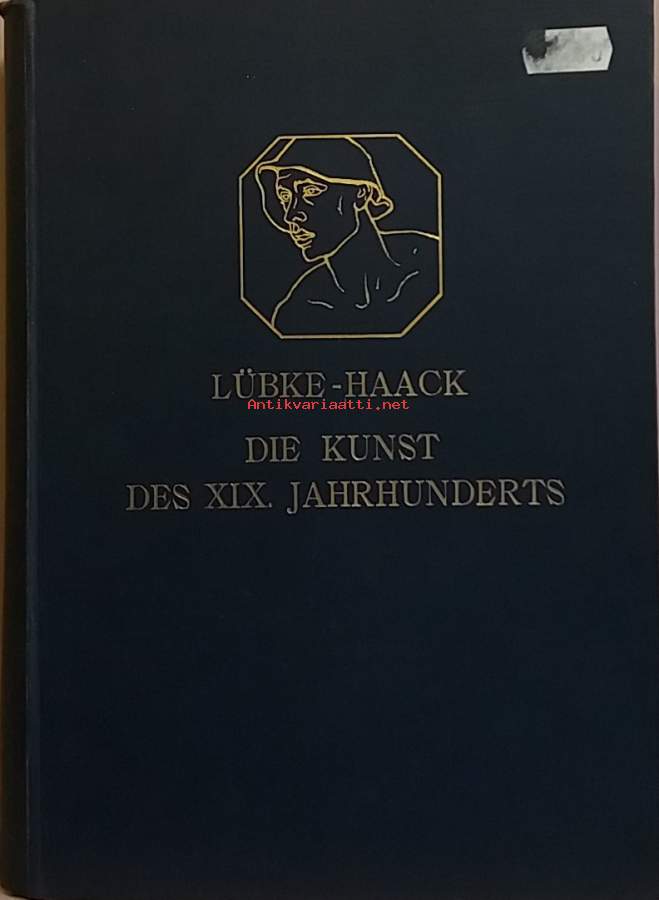 LÜBKE-HAACK
Antikvariaatti.net
DIE KUNST
DES XIX. JAHRHUNDERTS